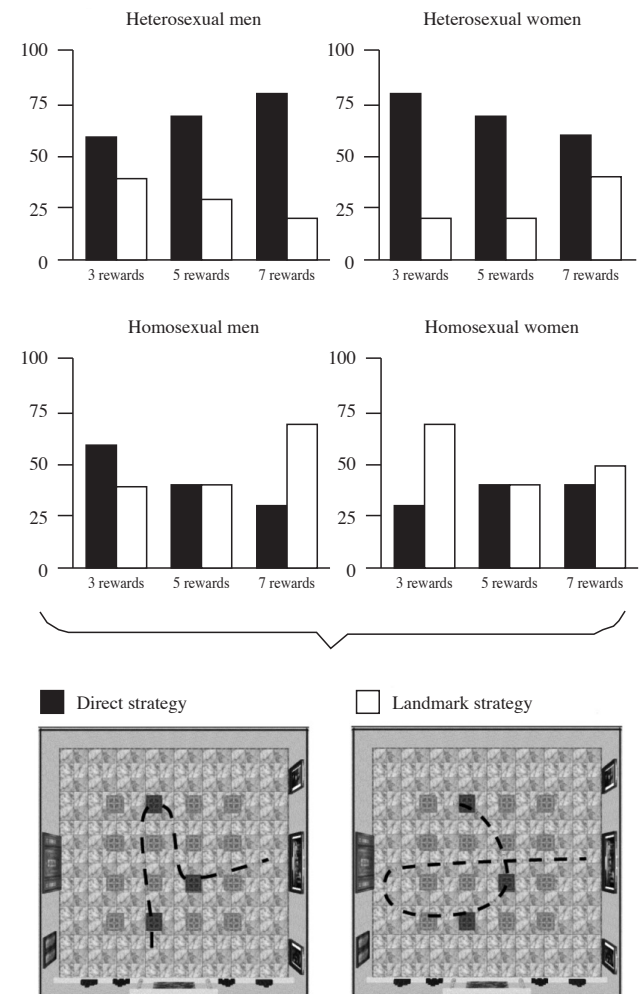 Heterosexual men
Heterosexual women
100
75
50
25
0
3 rewards
5 rewards
7 rewards
100
75
50
25
0
3 rewards
5 rewards
7 rewards
Homosexual men
Homosexual women
100
75
50
25
0
3 rewards
5 rewards
7 rewards
100
75
50
25
0
3 rewards
5 rewards
7 rewards
Direct strategy
Landmark strategy